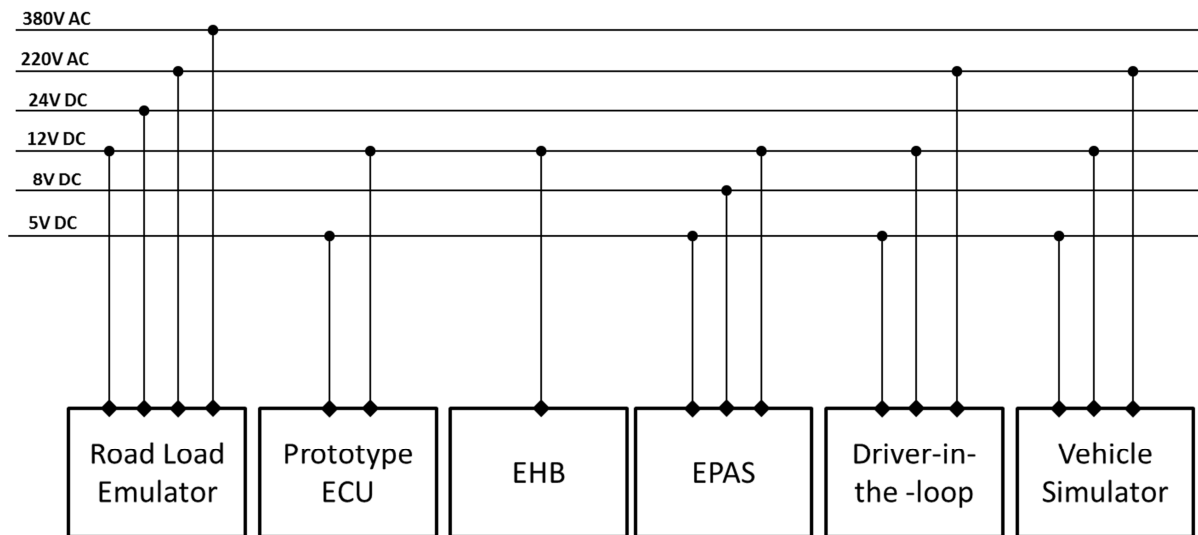 380V AC
220V AC
24V DC
12V DC
8V DC
5V DC
Road Load
Emulator
Prototype
ECU
EHB
EPAS
Driver-in-
the -loop
Vehicle
Simulator